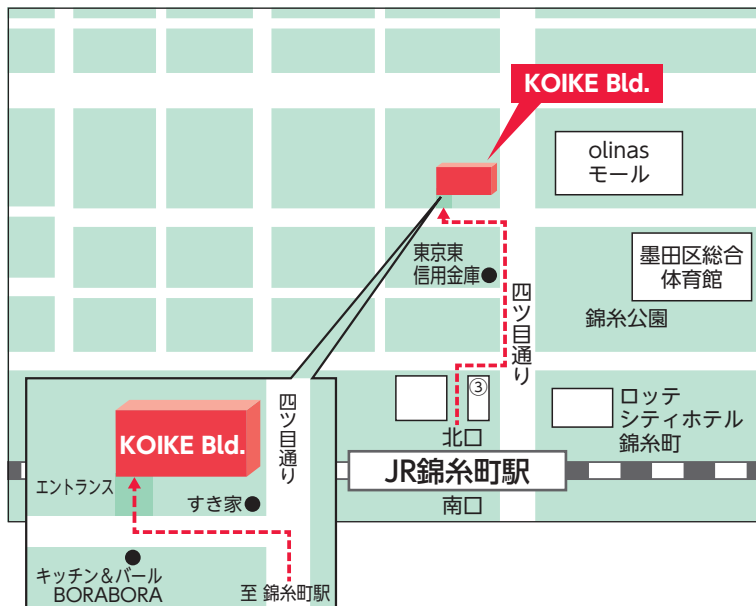 KOIKE Bld.
olinas
モール
東京東
信用金庫
墨田区総合
体育館
錦糸公園
四ツ目通り
③
ロッテ
シティホテル
錦糸町
北口
JR錦糸町駅
南口
四ツ目通り
KOIKE Bld.
エントランス
すき家
キッチン&バール
BORABORA
至 錦糸町駅